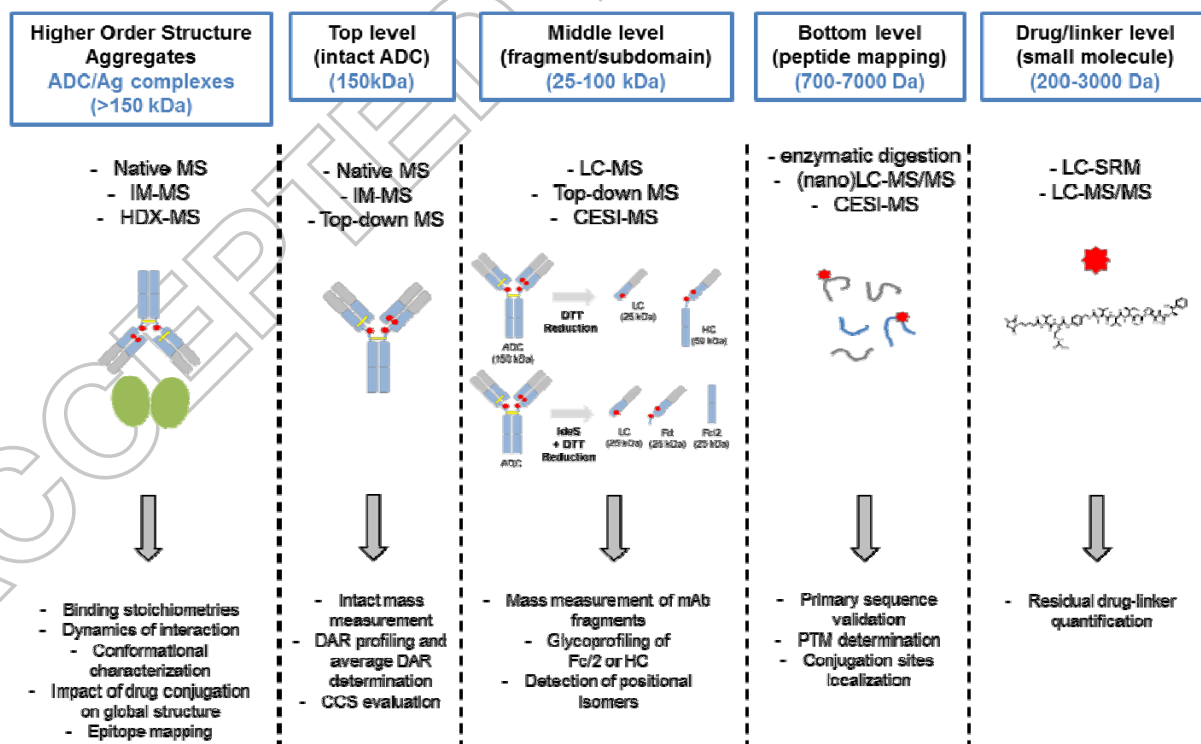 Higher Order Structure
Aggregates
ADC/Ag complexes
(>150 kDa)
Top level
(intact ADC)
(150kDa)
Middle level
(fragment/subdomain)
(25-100 kDa)
Bottom level
(peptide mapping)
(700-7000 Da)
Drug/linker level
(small molecule)
(200-3000 Da)
- Native MS
- IM-MS
- HDX-MS
- Native MS
- IM-MS
- Top-down MS
- LC-MS
- Top-down MS
- CESI-MS
- enzymatic digestion
- (nano)LC-MS/MS
- CESI-MS
- LC-SRM
- LC-MS/MS
ADC
(150 kDa)
DTT
Reduction
LC
(25 kDa)
HC
(50 kDa)
ADC
IdeS
+ DTT
Reduction
LC
(25 kDa)
Fd
(25 kDa)
Fc/2
(25 kDa)
- Binding stoichiometries
- Dynamics of interaction
- Conformational
characterization
- Impact of drug conjugation
on global structure
- Epitope mapping
- Intact mass
measurement
- DAR profiling and
average DAR
determination
- CCS evaluation
- Mass measurement of mAb
fragments
- Glycoprofiling of
Fc/2 or HC
- Detection of positional
isomers
- Primary sequence
validation
- PTM determination
- Conjugation sites
localization
- Residual drug-linker
quantification
ACCEPTE